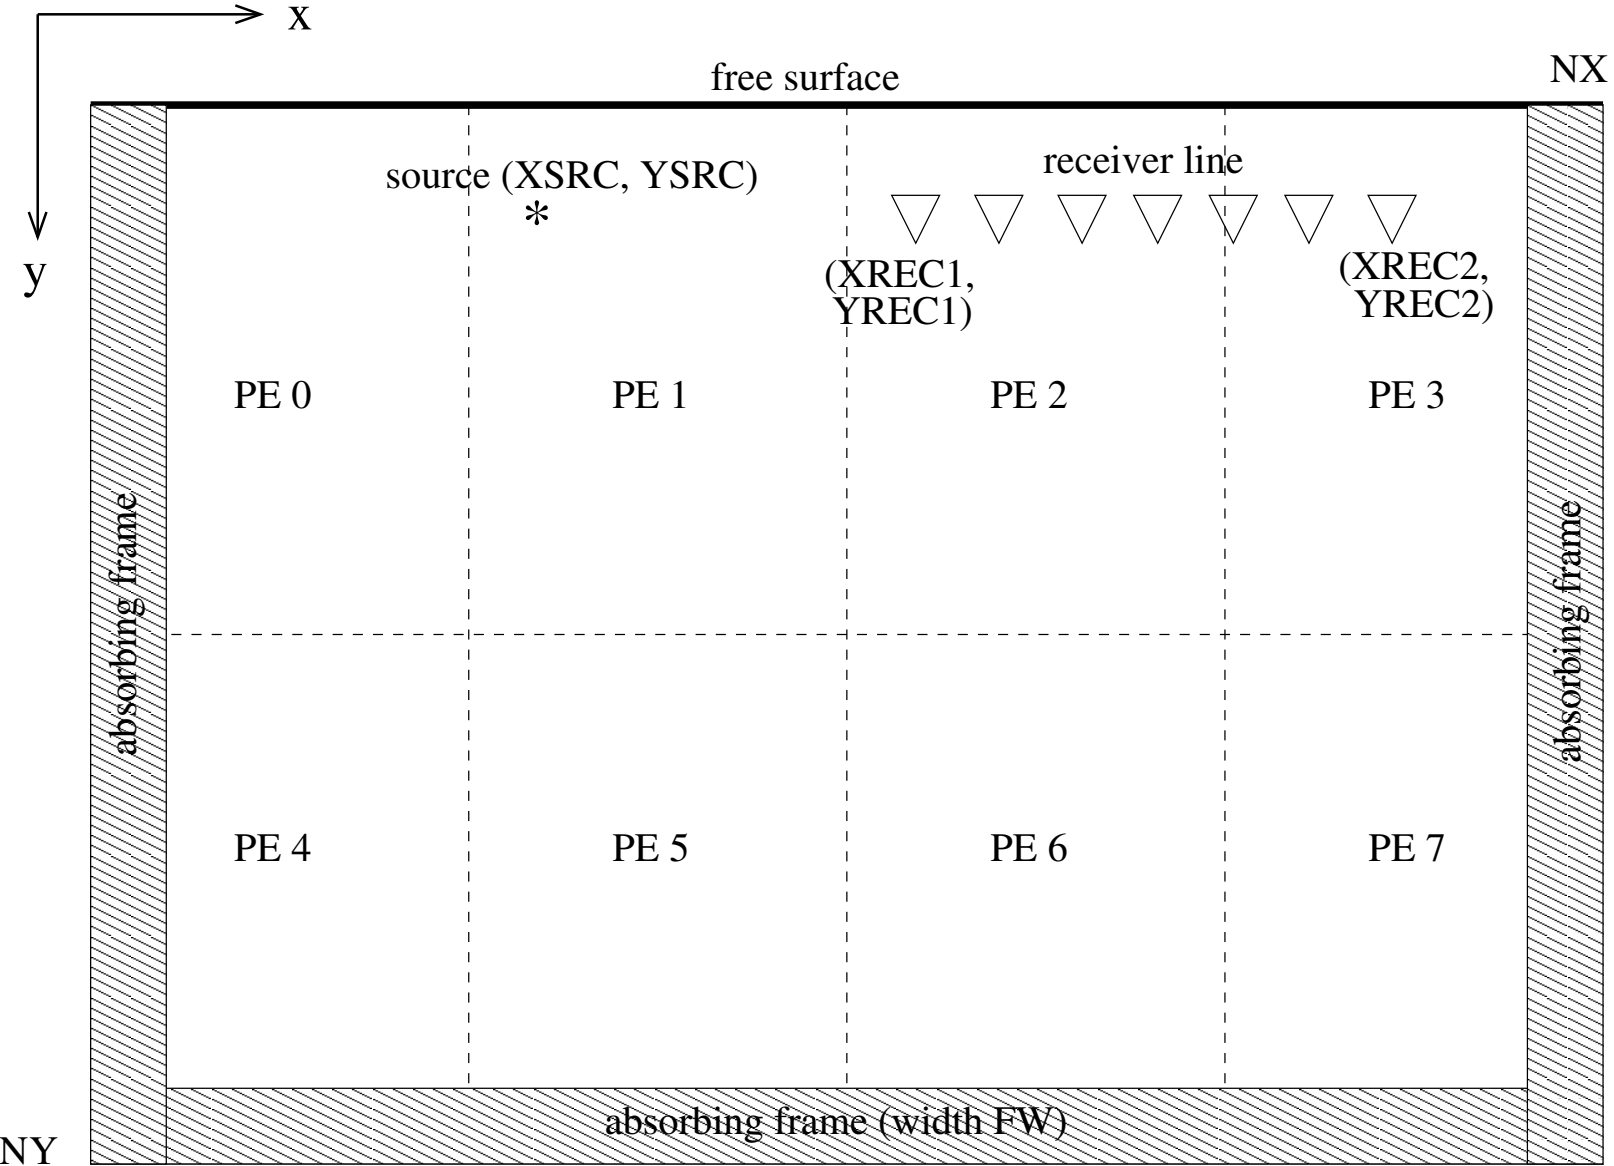 x
NX
free surface
receiver line
source (XSRC, YSRC)
*
y
(XREC1,
YREC1)
(XREC2,
YREC2)
PE 0
PE 1
PE 2
PE 3
absorbing frame
absorbing frame
PE 4
PE 5
PE 6
PE 7
absorbing frame (width FW)
NY